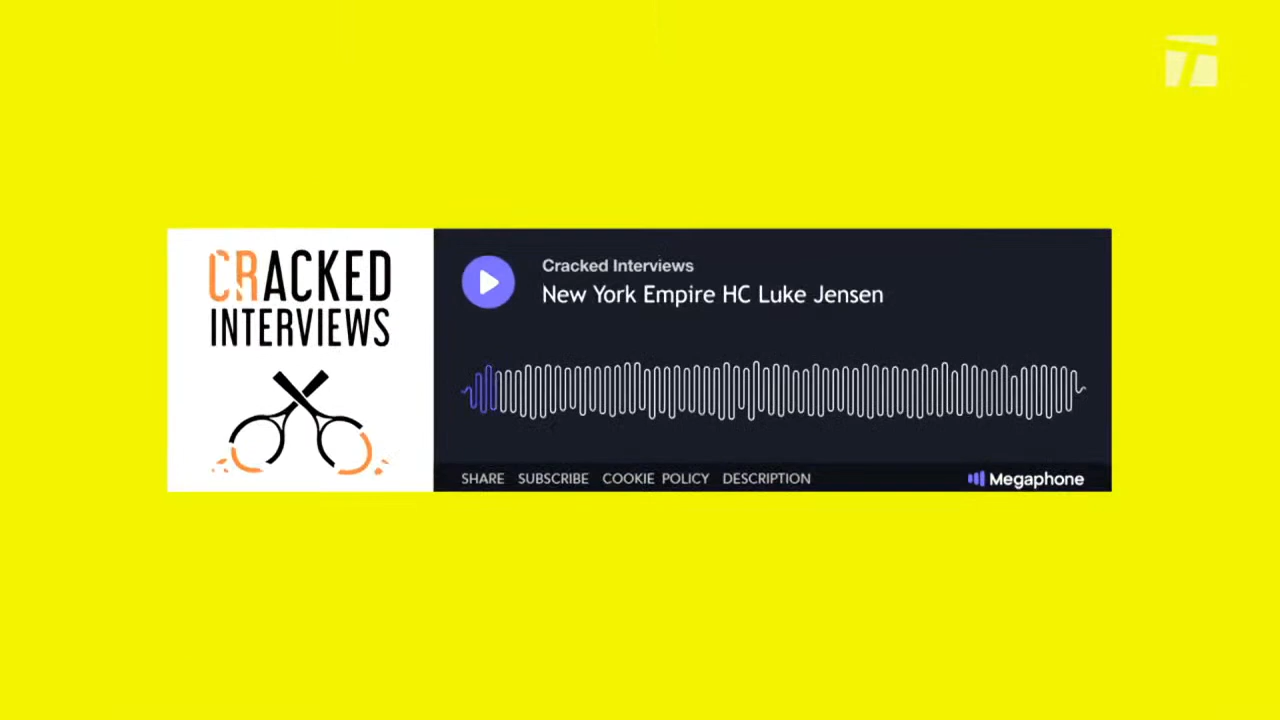 CRACKED
INTERVIEWS
Cracked Interviews
New York Empire HC Luke Jensen
SHARE SUBSCRIBE COOKIE POLICY DESCRIPTION
Megaphone
T